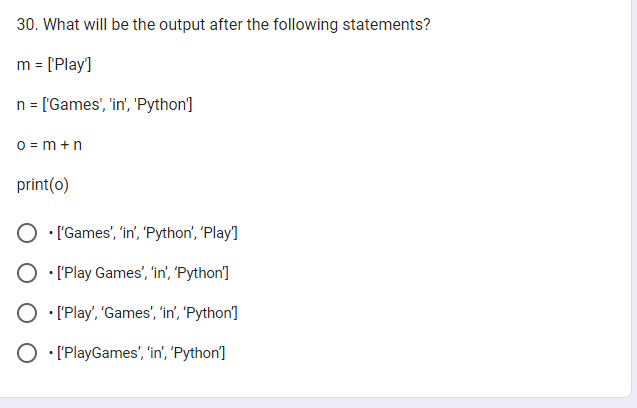 30. What will be the output after the following statements?
m = ['Play']
n = ['Games', 'in', 'Python']
o = m + n
print(o)
• [‘Games’, ‘in’, ‘Python’, ‘Play’]
• [‘Play Games’, ‘in’, ‘Python’]
• [‘Play’, ‘Games’, ‘in’, ‘Python’]
• [‘PlayGames’, ‘in’, ‘Python’]